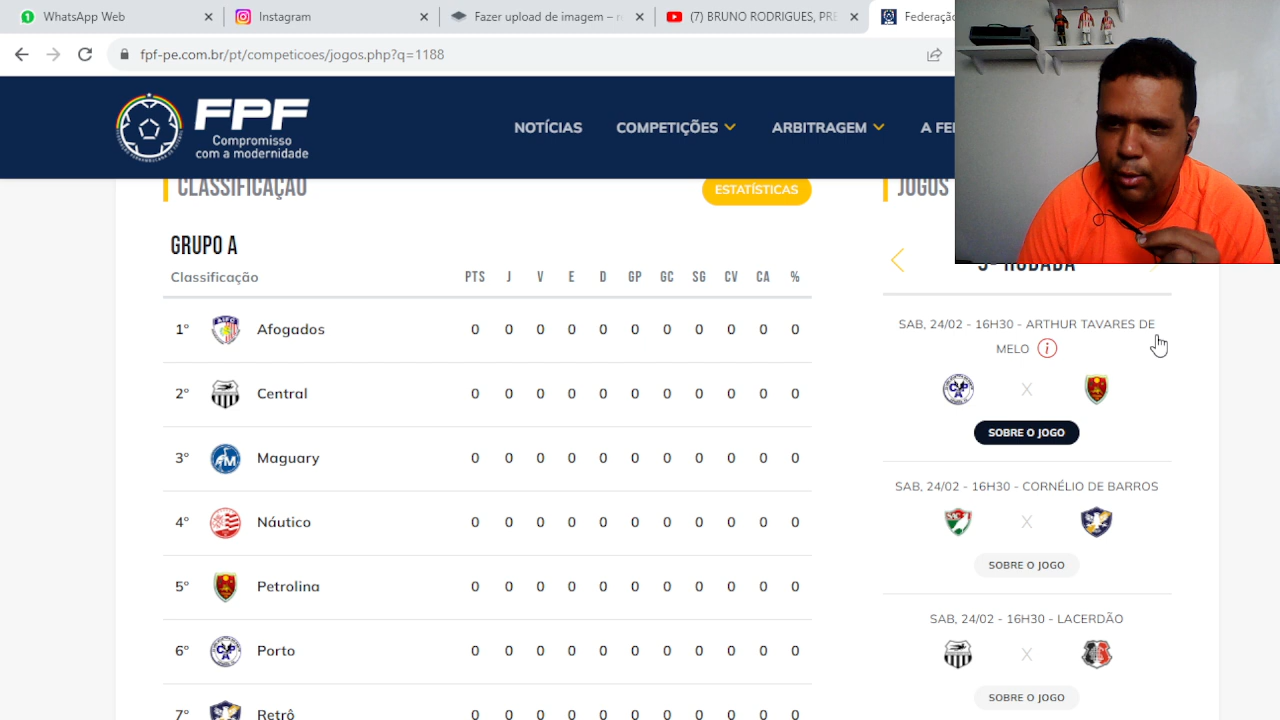 WhatsApp Web
Instagram
Fazer upload de imagem –
(7) BRUNO RODRIGUES, PRE
Federação
fpf-pe.com.br/pt/competicoes/jogos.php?q=1188
FPF
Compromisso
com a modernidade
NOTÍCIAS
COMPETIÇÕES
ARBITRAGEM
A FE
CLASSIFICAÇÃO
ESTATÍSTICAS
GRUPO A
Classificação PTS J V E D GP GC SG CV CA %
1º Afogados 0 0 0 0 0 0 0 0 0 0 0
2º Central 0 0 0 0 0 0 0 0 0 0 0
3º Maguary 0 0 0 0 0 0 0 0 0 0 0
4º Náutico 0 0 0 0 0 0 0 0 0 0 0
5º Petrolina 0 0 0 0 0 0 0 0 0 0 0
6º Porto 0 0 0 0 0 0 0 0 0 0 0
7º Retrô 0 0 0 0 0 0 0 0 0 0 0
JOGOS
RODADA
SAB, 24/02 - 16H30 - ARTHUR TAVARES DE
MELO i
X
SOBRE O JOGO
SAB, 24/02 - 16H30 - CORNÉLIO DE BARROS
X
SOBRE O JOGO
SAB, 24/02 - 16H30 - LACERDÃO
X
SOBRE O JOGO